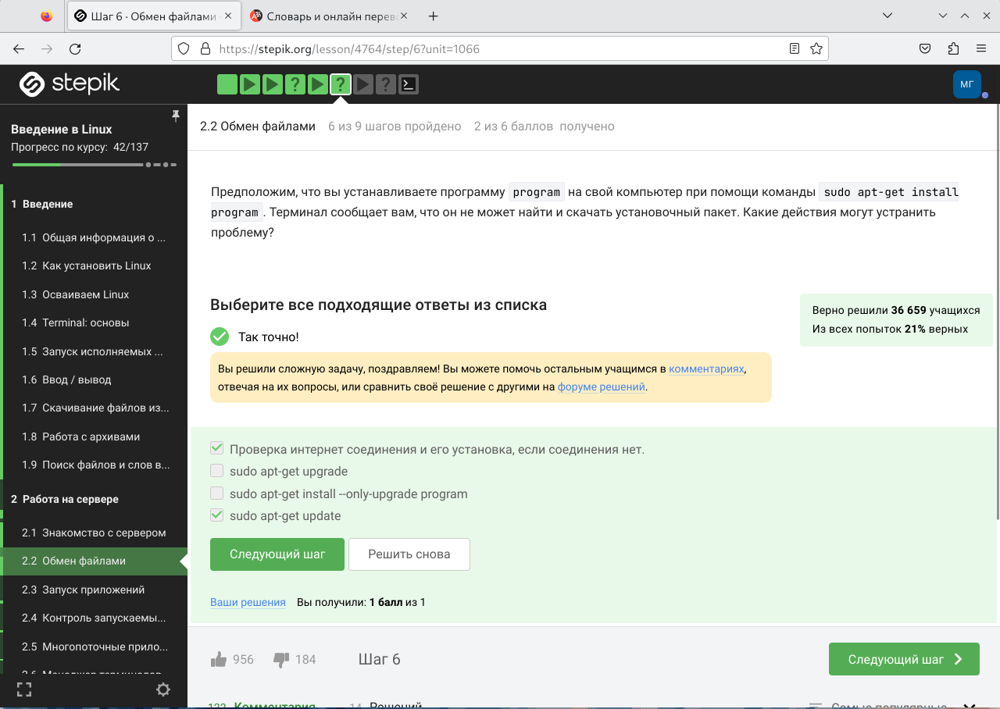 Шаг 6 · Обмен файлами
Словарь и онлайн перев
https://stepik.org/lesson/4764/step/6?unit=1066
stepik
МГ
Введение в Linux
Прогресс по курсу: 42/137
1 Введение
1.1 Общая информация о ...
1.2 Как установить Linux
1.3 Осваиваем Linux
1.4 Terminal: основы
1.5 Запуск исполняемых ...
1.6 Ввод / вывод
1.7 Скачивание файлов из...
1.8 Работа с архивами
1.9 Поиск файлов и слов в...
2 Работа на сервере
2.1 Знакомство с сервером
2.2 Обмен файлами
2.3 Запуск приложений
2.4 Контроль запускаемы...
2.5 Многопоточные прило...
2.2 Обмен файлами 6 из 9 шагов пройдено 2 из 6 баллов получено
Предположим, что вы устанавливаете программу program на свой компьютер при помощи команды sudo apt-get install
program . Терминал сообщает вам, что он не может найти и скачать установочный пакет. Какие действия могут устранить
проблему?
Выберите все подходящие ответы из списка
Верно решили 36 659 учащихся
Из всех попыток 21% верных
Так точно!
Вы решили сложную задачу, поздравляем! Вы можете помочь остальным учащимся в комментариях,
отвечая на их вопросы, или сравнить своё решение с другими на форуме решений.
Проверка интернет соединения и его установка, если соединения нет.
sudo apt-get upgrade
sudo apt-get install --only-upgrade program
sudo apt-get update
Следующий шаг Решить снова
Ваши решения Вы получили: 1 балл из 1
956 184 Шаг 6 Следующий шаг
Комментария Решений Самые популярные